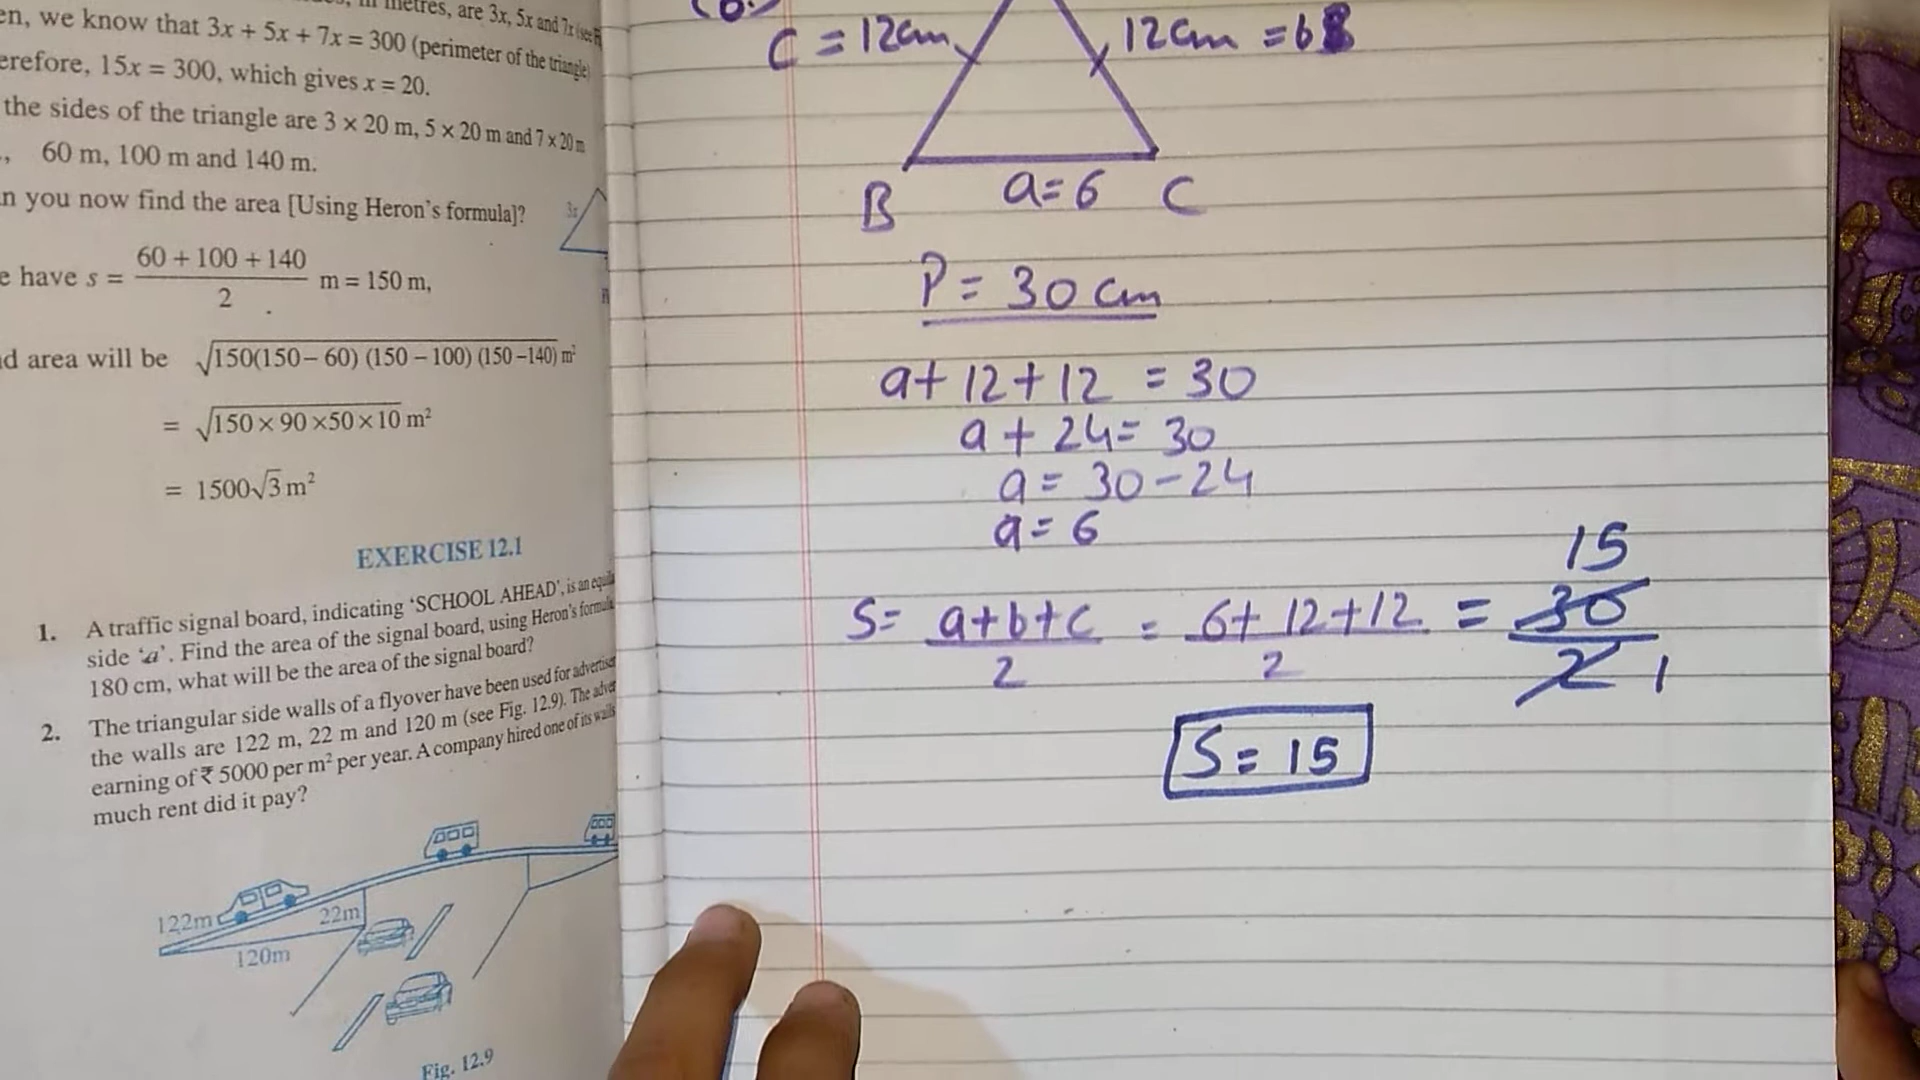 metres, are 3x, 5x and 7x (see
en, we know that 3x + 5x + 7x = 300 (perimeter of the triangle)
erefore, 15x = 300, which gives x = 20.
the sides of the triangle are 3 × 20 m, 5 × 20 m and 7 × 20 m
., 60 m, 100 m and 140 m.
n you now find the area [Using Heron's formula]?
3x
e have s = (60 + 100 + 140)/2 m = 150 m,
d area will be √150(150 – 60) (150 – 100) (150 –140) m²
= √150 × 90 ×50 × 10 m²
= 1500√3 m²
EXERCISE 12.1
1. A traffic signal board, indicating 'SCHOOL AHEAD', is an
side 'a'. Find the area of the signal board, using Heron's
180 cm, what will be the area of the signal board?
2. The triangular side walls of a flyover have been used for
the walls are 122 m, 22 m and 120 m (see Fig. 12.9). The
earning of ₹ 5000 per m² per year. A company hired one of its walls
much rent did it pay?
122m
22m
120m
Fig. 12.9
(6.)
C = 12cm
12cm = b
B
a = 6
C
P = 30 cm
a + 12 + 12 = 30
a + 24 = 30
a = 30 – 24
a = 6
15
S = (a+b+c)/2 = (6+12+12)/2 = 30/2 1
S = 15